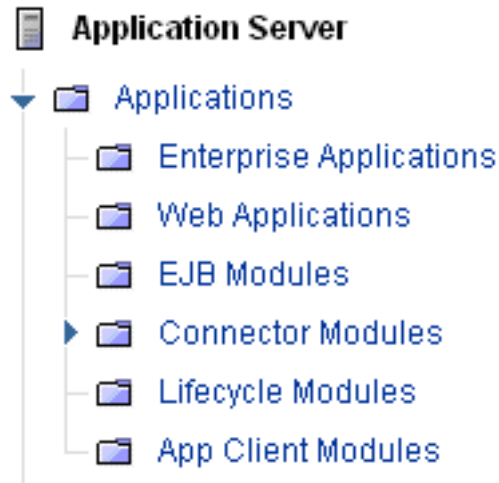 Application Server
Applications
Enterprise Applications
Web Applications
EJB Modules
Connector Modules
Lifecycle Modules
App Client Modules